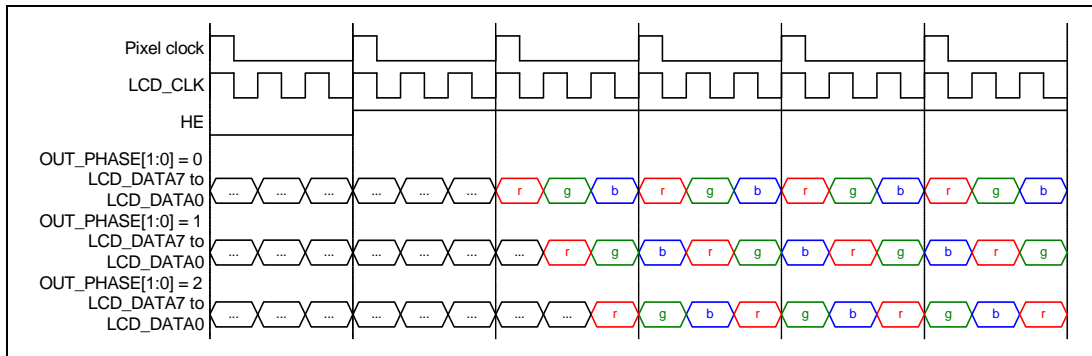 Pixel clock
LCD_CLK
HE
OUT_PHASE[1:0] = 0
LCD_DATA7 to
LCD_DATA0
... ... ... ... ... ... r g b r g b r g b r g b
OUT_PHASE[1:0] = 1
LCD_DATA7 to
LCD_DATA0
... ... ... ... ... ... ... r g b r g b r g b r g
OUT_PHASE[1:0] = 2
LCD_DATA7 to
LCD_DATA0
... ... ... ... ... ... ... ... r g b r g b r g b r